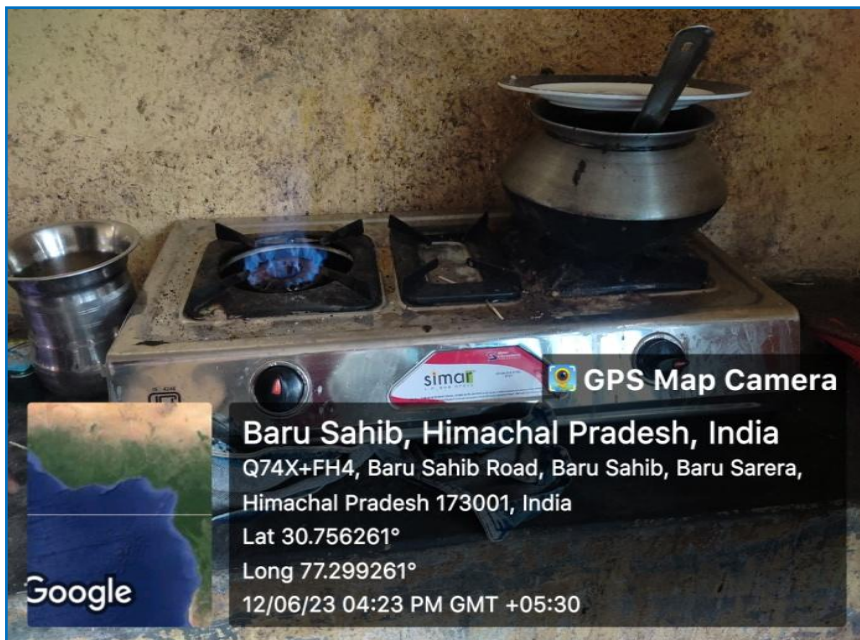 simar
GPS Map Camera
Baru Sahib, Himachal Pradesh, India
Q74X+FH4, Baru Sahib Road, Baru Sahib, Baru Sarera,
Himachal Pradesh 173001, India
Lat 30.756261°
Long 77.299261°
12/06/23 04:23 PM GMT +05:30
Google